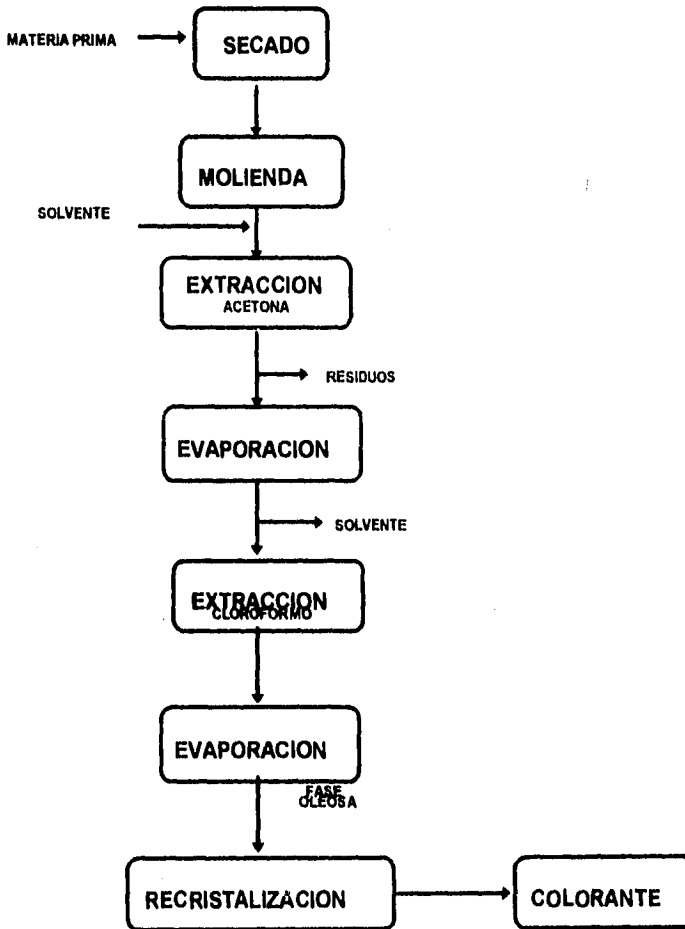 MATERIA PRIMA
SECADO
MOLIENDA
SOLVENTE
EXTRACCION
ACETONA
RESIDUOS
EVAPORACION
SOLVENTE
EXTRACCION
CLOROFORMO
EVAPORACION
FASE
OLEOSA
RECRISTALIZACION
COLORANTE